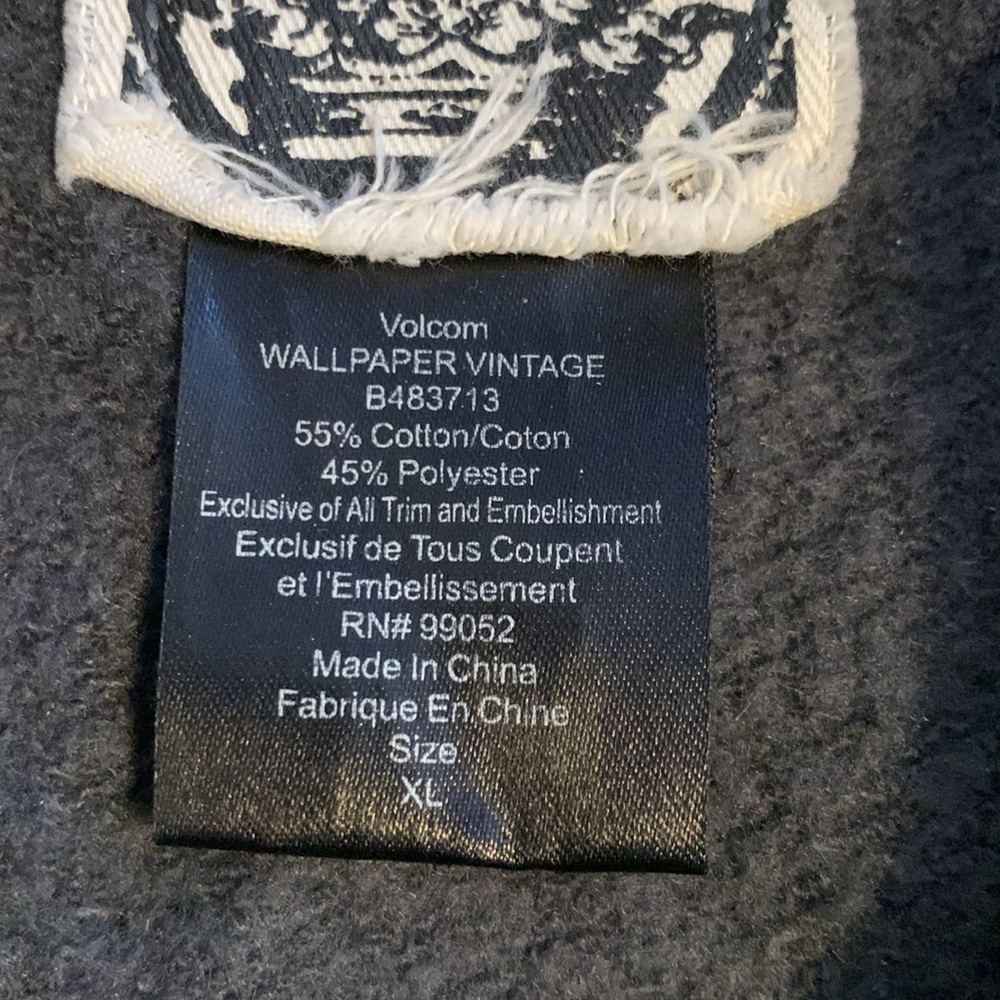 Volcom
WALLPAPER VINTAGE
B483713
55% Cotton/Coton
45% Polyester
Exclusive of All Trim and Embellishment
Exclusif de Tous Coupent
et l'Embellissement
RN# 99052
Made In China
Fabrique En Chine
Size
XL